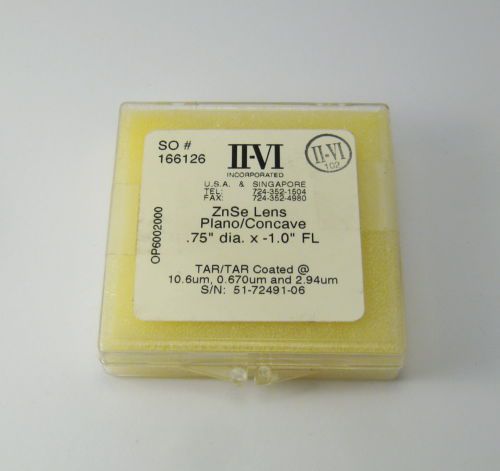 SO #
166126
II-VI
INCORPORATED
U.S.A. & SINGAPORE
TEL: 724-352-1504
FAX: 724-352-4980
II-VI
102
OP6002000
ZnSe Lens
Plano/Concave
.75" dia. x -1.0" FL
TAR/TAR Coated @
10.6um, 0.670um and 2.94um
S/N: 51-72491-06